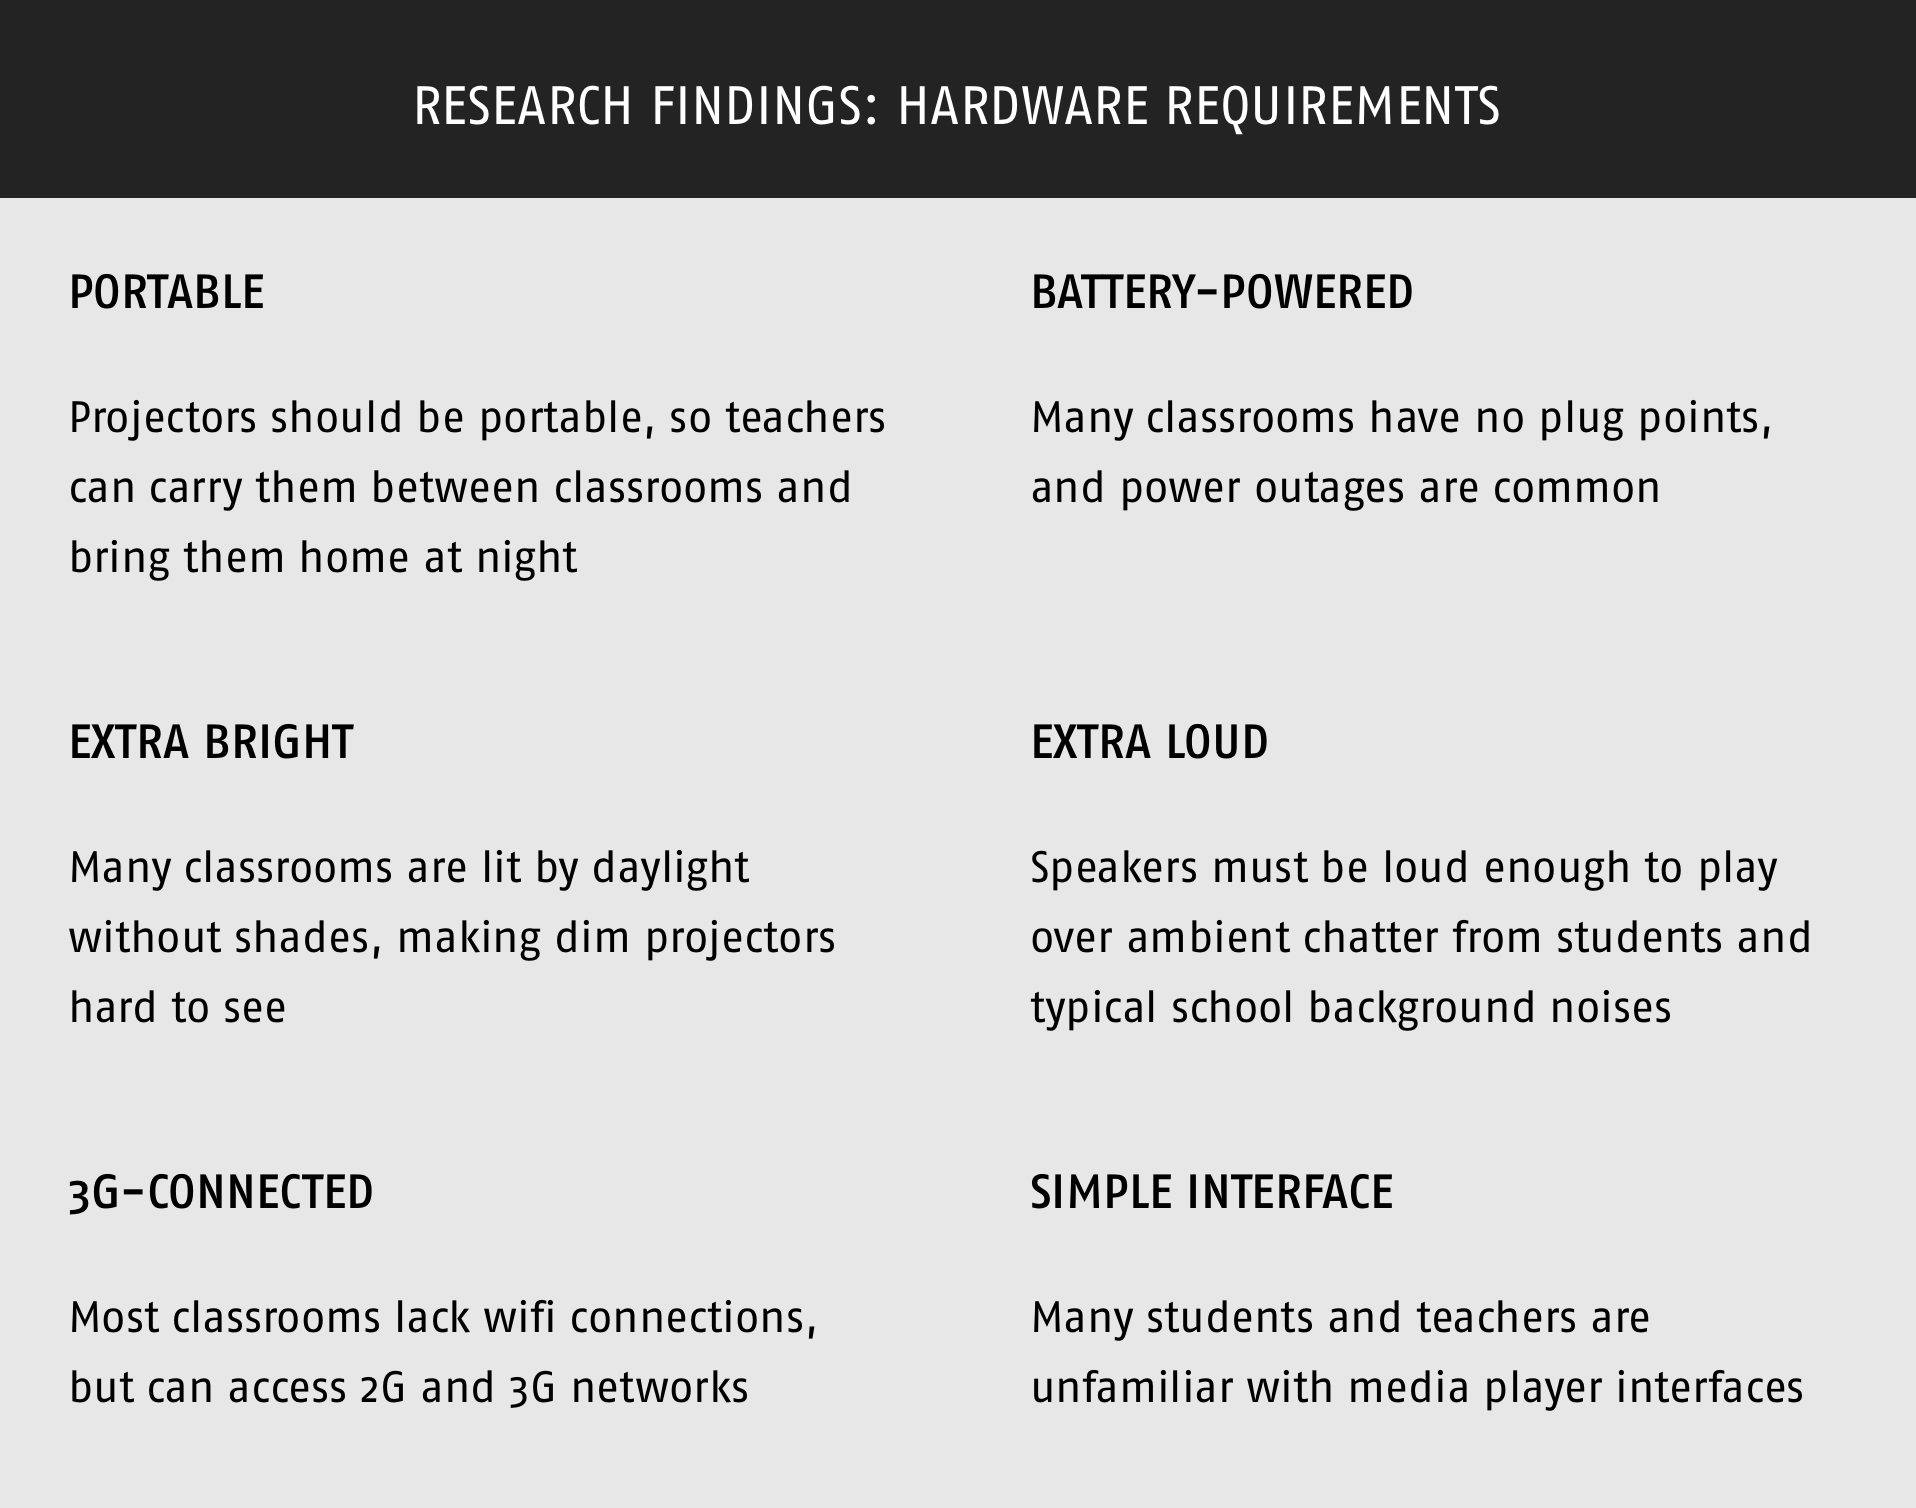 RESEARCH FINDINGS: HARDWARE REQUIREMENTS
PORTABLE
Projectors should be portable, so teachers
can carry them between classrooms and
bring them home at night
BATTERY-POWERED
Many classrooms have no plug points,
and power outages are common
EXTRA BRIGHT
Many classrooms are lit by daylight
without shades, making dim projectors
hard to see
EXTRA LOUD
Speakers must be loud enough to play
over ambient chatter from students and
typical school background noises
3G-CONNECTED
Most classrooms lack wifi connections,
but can access 2G and 3G networks
SIMPLE INTERFACE
Many students and teachers are
unfamiliar with media player interfaces